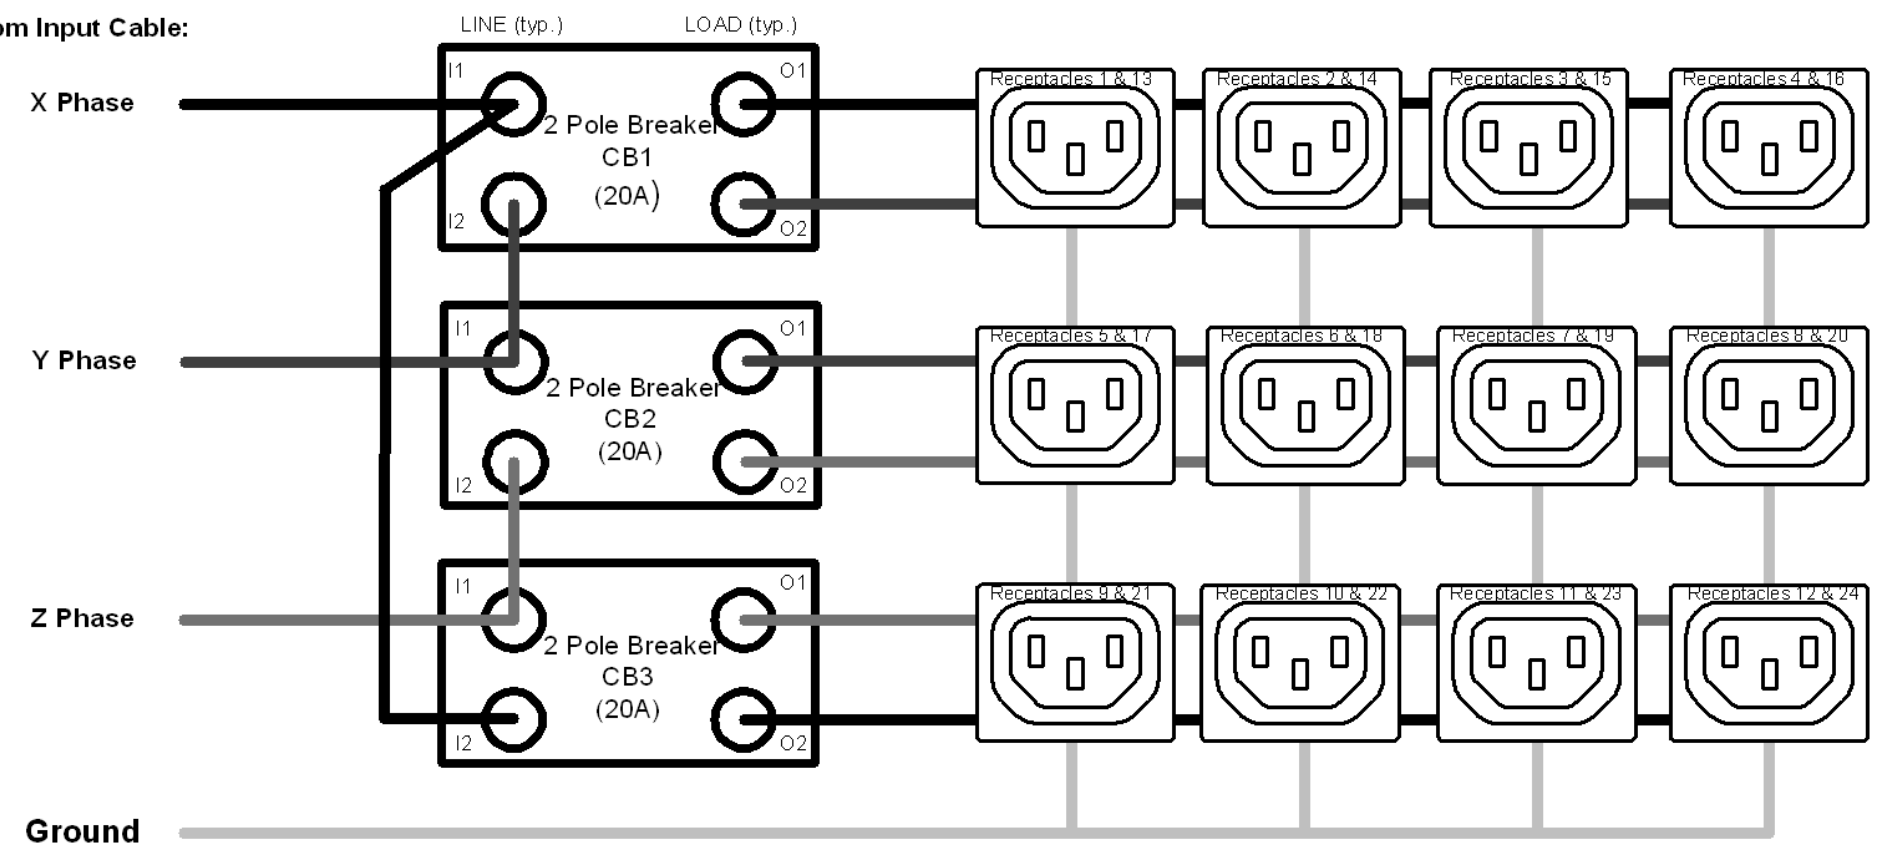 om Input Cable:
LINE (typ.)
LOAD (typ.)
X Phase
I1
O1
2 Pole Breaker
CB1
(20A)
I2
O2
Receptacles 1 & 13
Receptacles 2 & 14
Receptacles 3 & 15
Receptacles 4 & 16
Y Phase
I1
O1
2 Pole Breaker
CB2
(20A)
I2
O2
Receptacles 5 & 17
Receptacles 6 & 18
Receptacles 7 & 19
Receptacles 8 & 20
Z Phase
I1
O1
2 Pole Breaker
CB3
(20A)
I2
O2
Receptacles 9 & 21
Receptacles 10 & 22
Receptacles 11 & 23
Receptacles 12 & 24
Ground